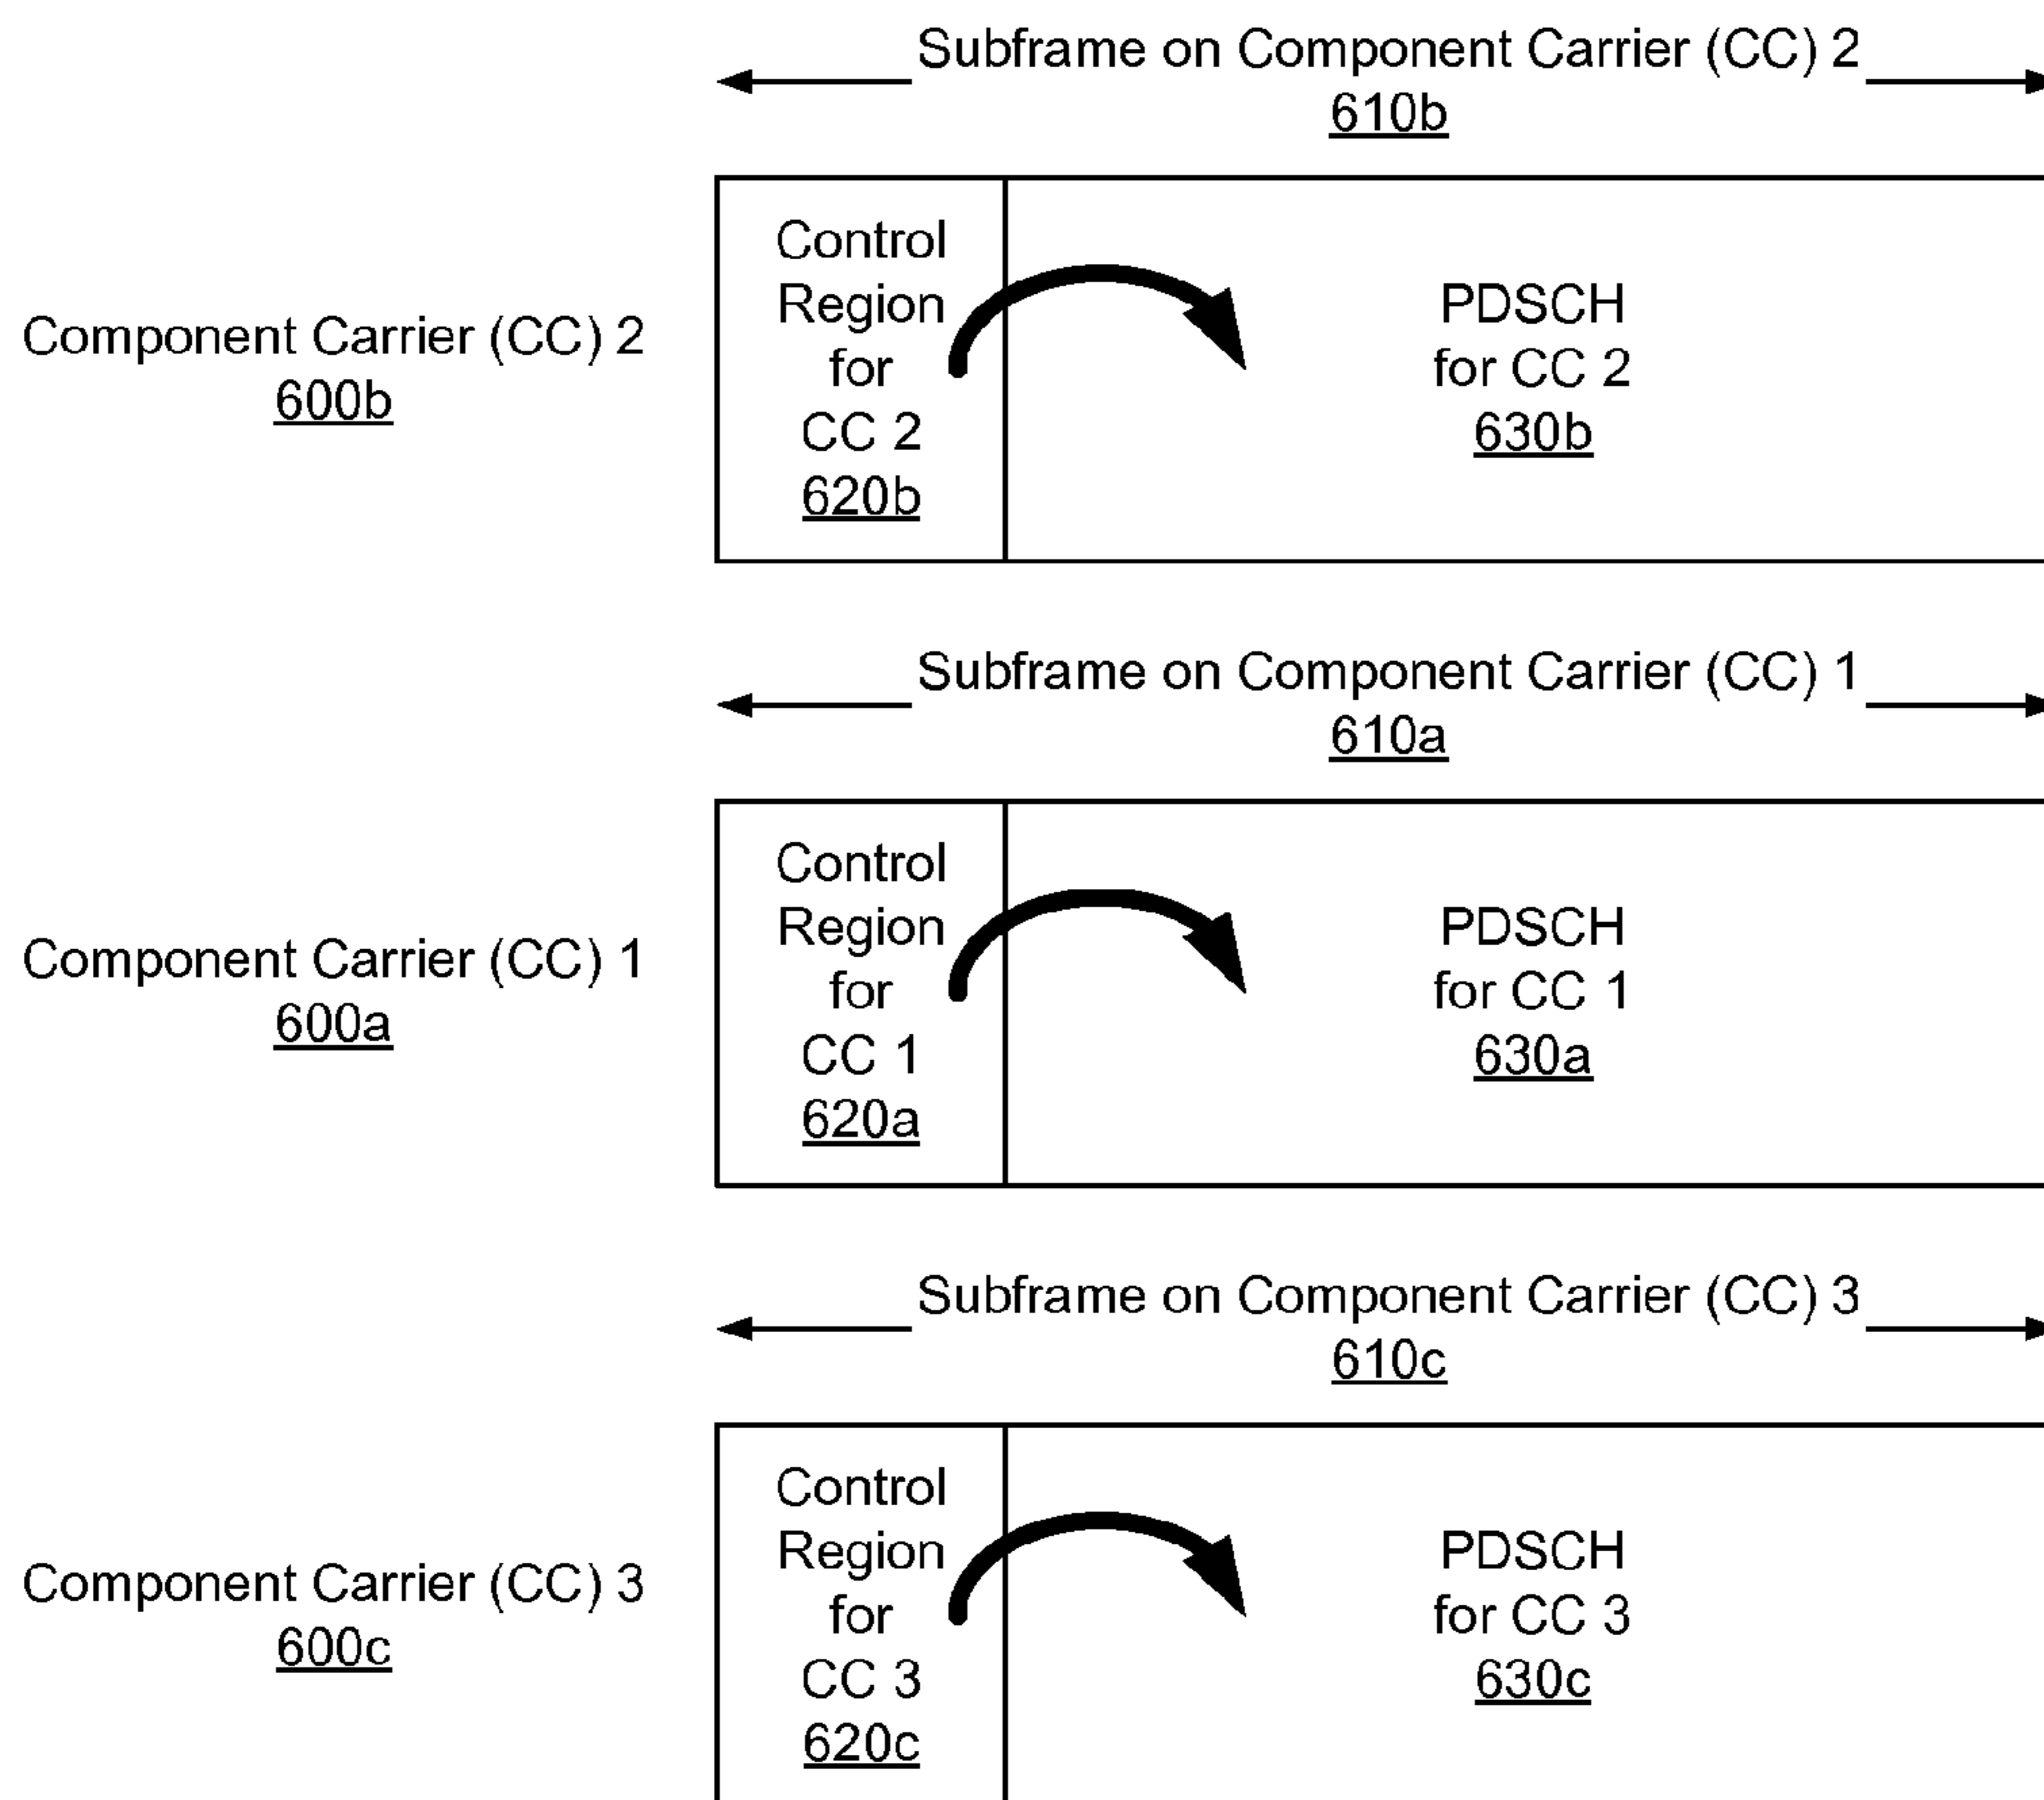 Subframe on Component Carrier (CC) 2
610b
Component Carrier (CC) 2
600b
Control
Region
for
CC 2
620b
PDSCH
for CC 2
630b
Subframe on Component Carrier (CC) 1
610a
Component Carrier (CC) 1
600a
Control
Region
for
CC 1
620a
PDSCH
for CC 1
630a
Subframe on Component Carrier (CC) 3
610c
Component Carrier (CC) 3
600c
Control
Region
for
CC 3
620c
PDSCH
for CC 3
630c